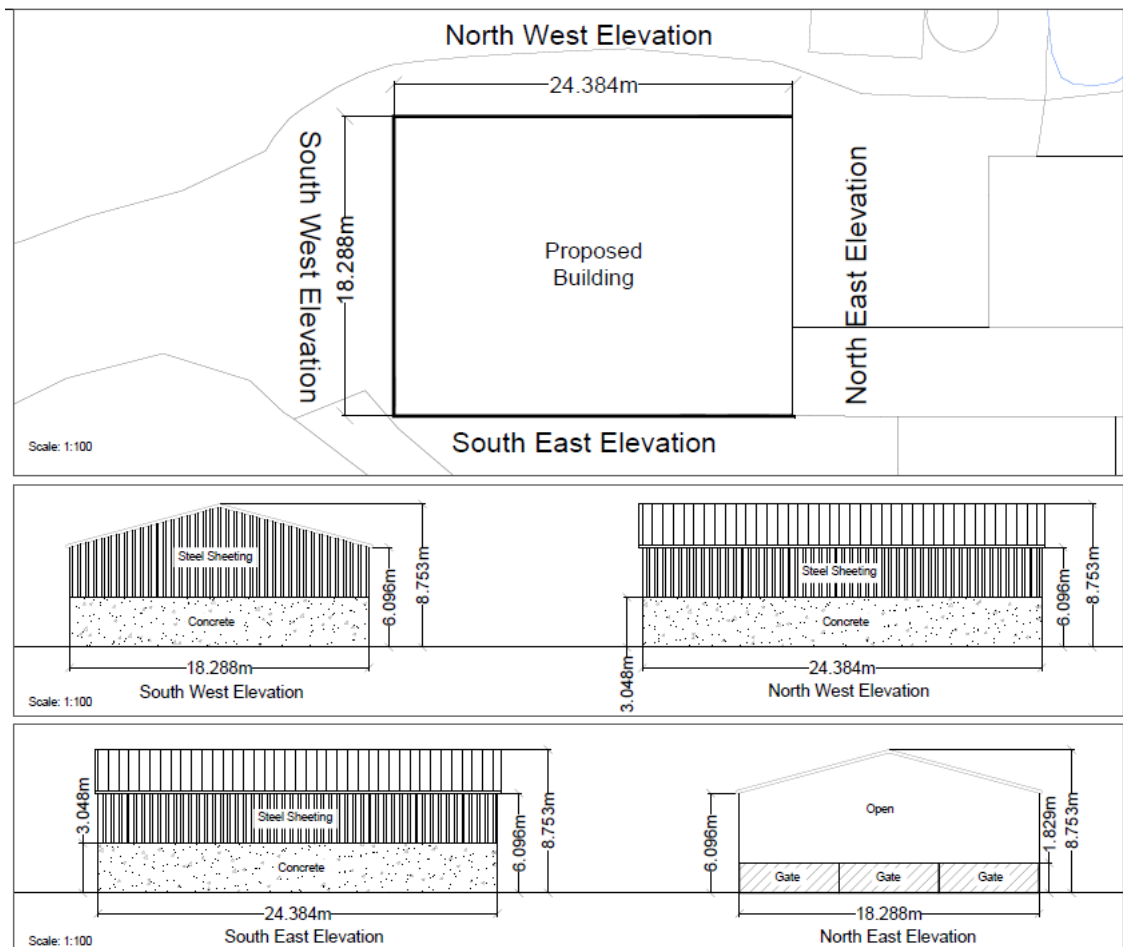 North West Elevation
24.384m
South West Elevation
18.288m
Proposed
Building
North East Elevation
South East Elevation
Scale: 1:100
Steel Sheeting
Concrete
6.096m
8.753m
18.288m
South West Elevation
Scale: 1:100
Steel Sheeting
Concrete
3.048m
6.096m
8.753m
24.384m
North West Elevation
3.048m
Steel Sheeting
Concrete
6.096m
8.753m
24.384m
South East Elevation
Scale: 1:100
Open
6.096m
Gate
Gate
Gate
1.829m
8.753m
18.288m
North East Elevation